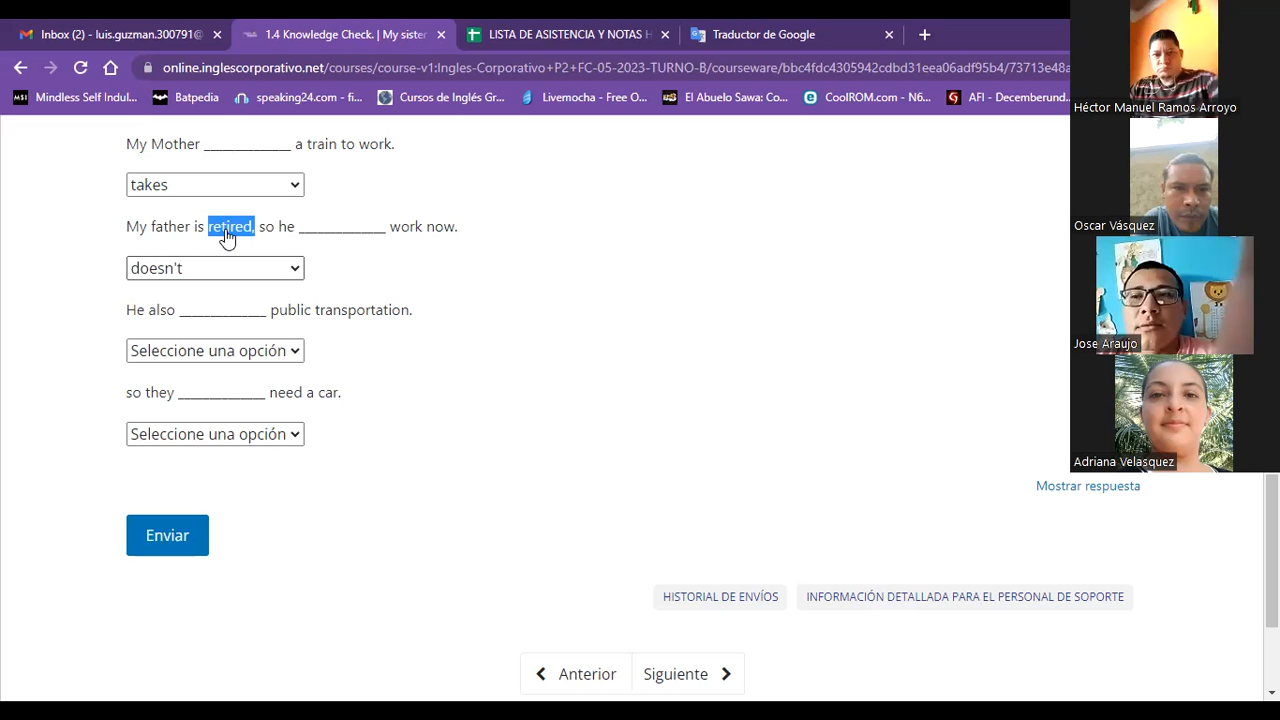 Inbox (2) - luis.guzman.300791@
1.4 Knowledge Check. | My sister
LISTA DE ASISTENCIA Y NOTAS H
Traductor de Google
online.inglescorporativo.net/courses/course-v1:Ingles-Corporativo+P2+FC-05-2023-TURNO-B/courseware/bbc4fdc4305942cdbd31eea06adf95b4/73713e48a
Mindless Self Indul...
Batpedia
speaking24.com - fi...
Cursos de Inglés Gr...
Livemocha - Free O...
El Abuelo Sawa: Co...
CoolROM.com - N6...
AFI - Decemberund...
My Mother ______________ a train to work.
takes
My father is retired, so he ______________ work now.
doesn't
He also ______________ public transportation.
Seleccione una opción
so they ______________ need a car.
Seleccione una opción
Mostrar respuesta
Enviar
HISTORIAL DE ENVÍOS
INFORMACIÓN DETALLADA PARA EL PERSONAL DE SOPORTE
Anterior
Siguiente
Héctor Manuel Ramos Arroyo
Oscar Vásquez
Jose Araujo
Adriana Velasquez